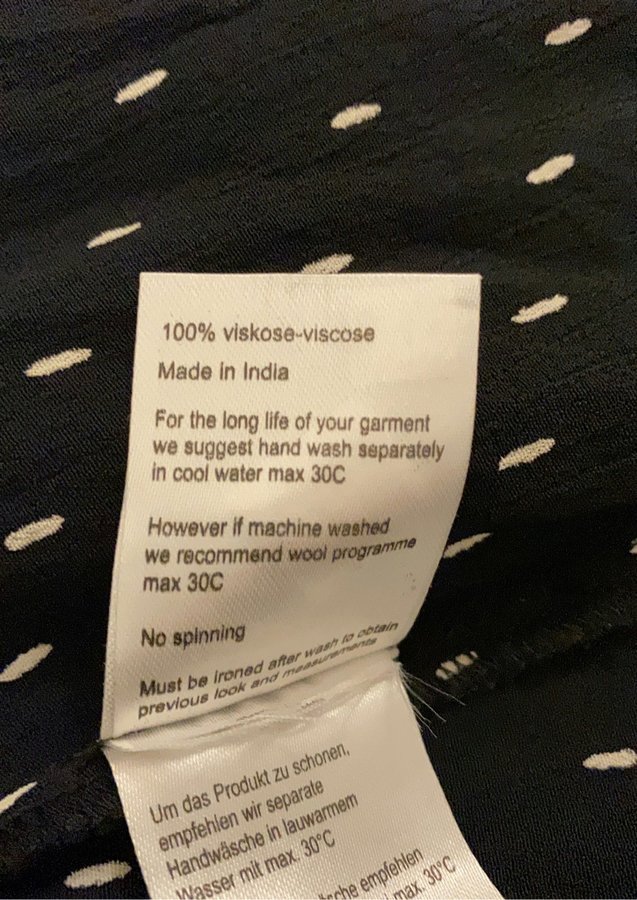 100% viskose-viscose
Made in India
For the long life of your garment
we suggest hand wash separately
in cool water max 30C
However if machine washed
we recommend wool programme
max 30C
No spinning
Must be ironed after wash to obtain
previous look and measurements
Um das Produkt zu schonen,
empfehlen wir separate
Handwäsche in lauwarmem
Wasser mit max. 30°C
empfehlen
max. 30°C